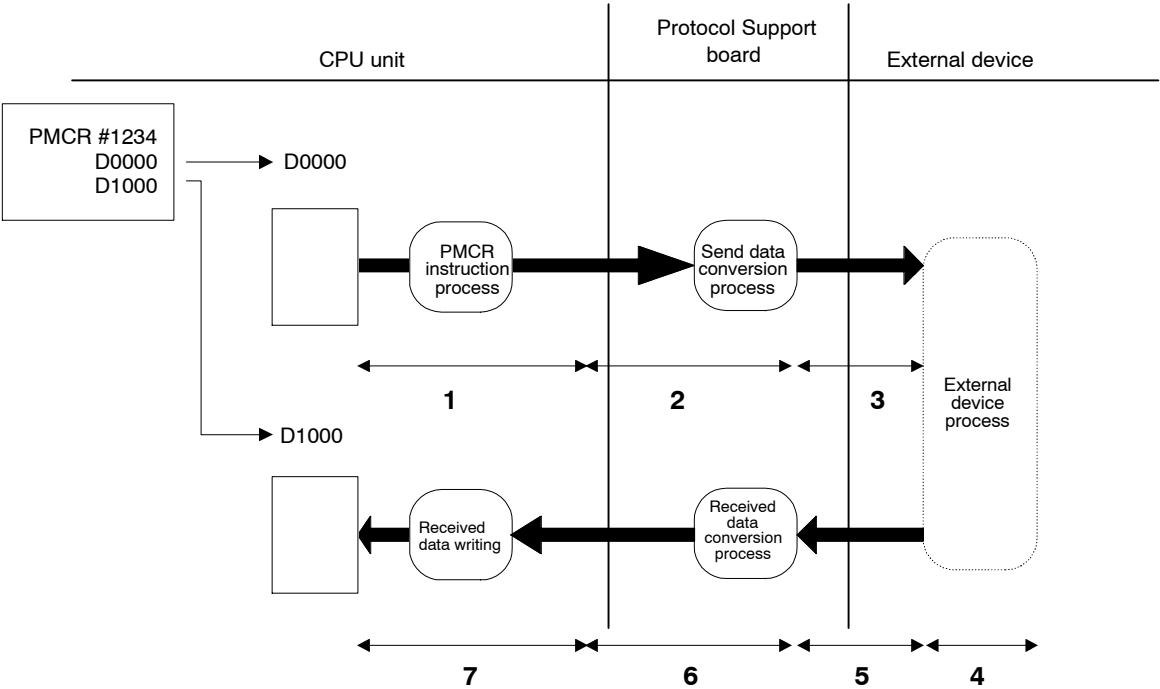 CPU unit
Protocol Support
board
External device
PMCR #1234
D0000
D1000
D0000
PMCR
instruction
process
Send data
conversion
process
1
2
3
External
device
process
D1000
Received
data writing
Received
data
conversion
process
7
6
5
4